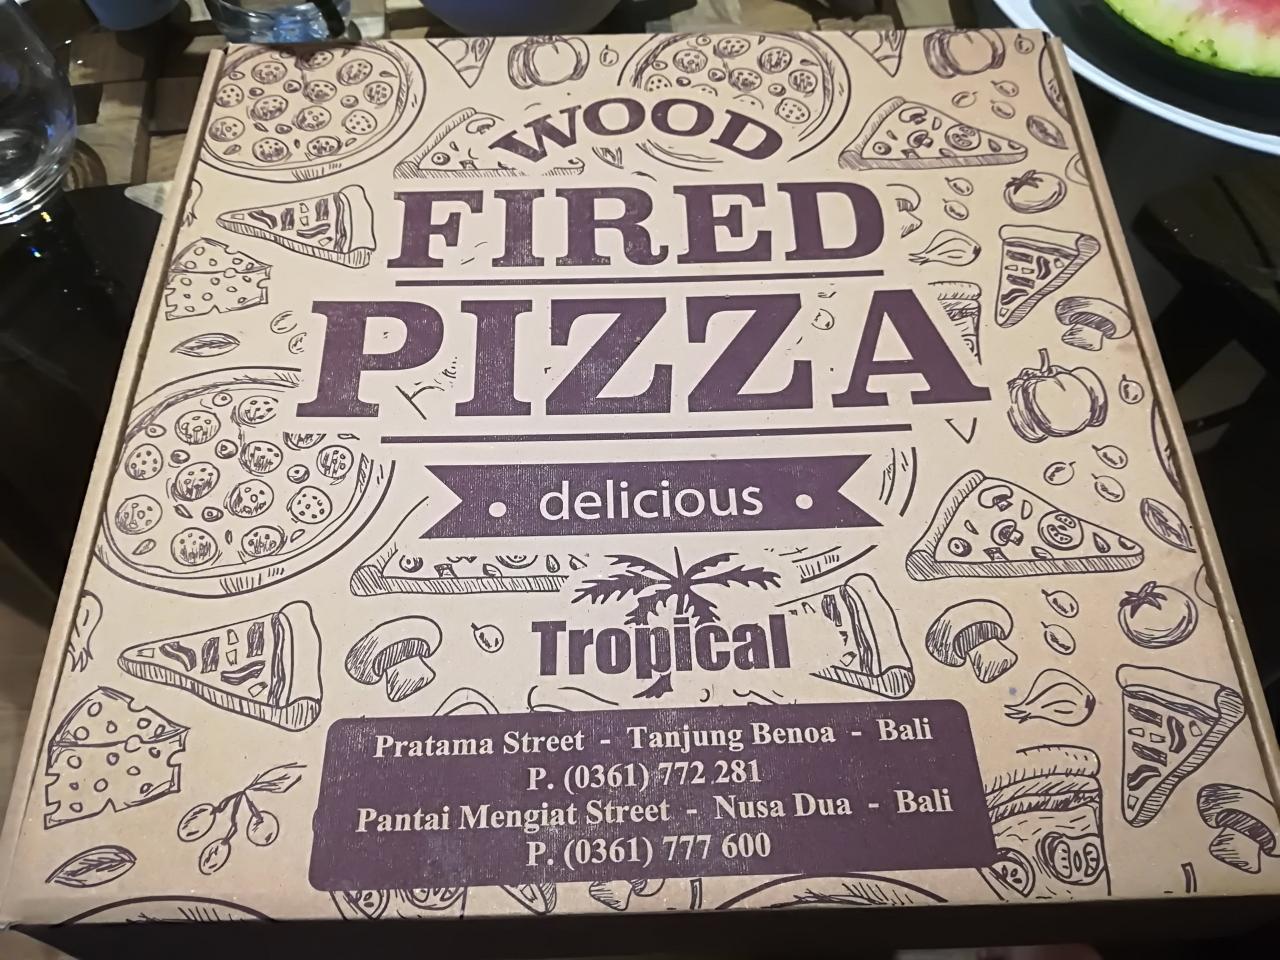 WOOD
FIRED
PIZZA
• delicious •
Tropical
Pratama Street - Tanjung Benoa - Bali
P. (0361) 772 281
Pantai Mengiat Street - Nusa Dua - Bali
P. (0361) 777 600